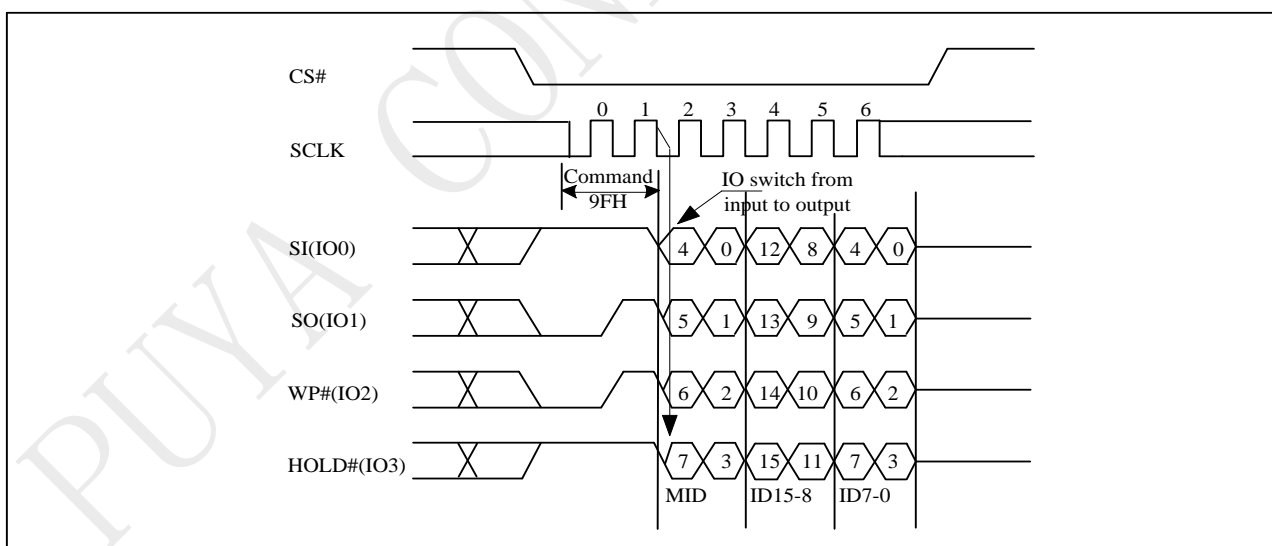 PUYA CON
CS#
0 1 2 3 4 5 6
SCLK
Command
9FH
IO switch from
input to output
SI(IO0)
4 0 12 8 4 0
SO(IO1)
5 1 13 9 5 1
WP#(IO2)
6 2 14 10 6 2
HOLD#(IO3)
7 3 15 11 7 3
MID ID15-8 ID7-0